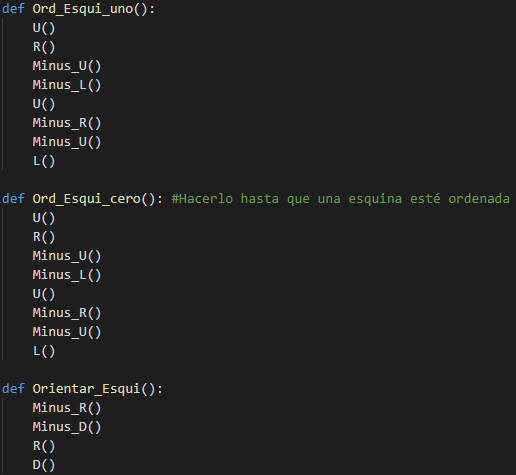 def Ord_Esqui_uno():
    U()
    R()
    Minus_U()
    Minus_L()
    U()
    Minus_R()
    Minus_U()
    L()

def Ord_Esqui_cero(): #Hacerlo hasta que una esquina esté ordenada
    U()
    R()
    Minus_U()
    Minus_L()
    U()
    Minus_R()
    Minus_U()
    L()

def Orientar_Esqui():
    Minus_R()
    Minus_D()
    R()
    D()